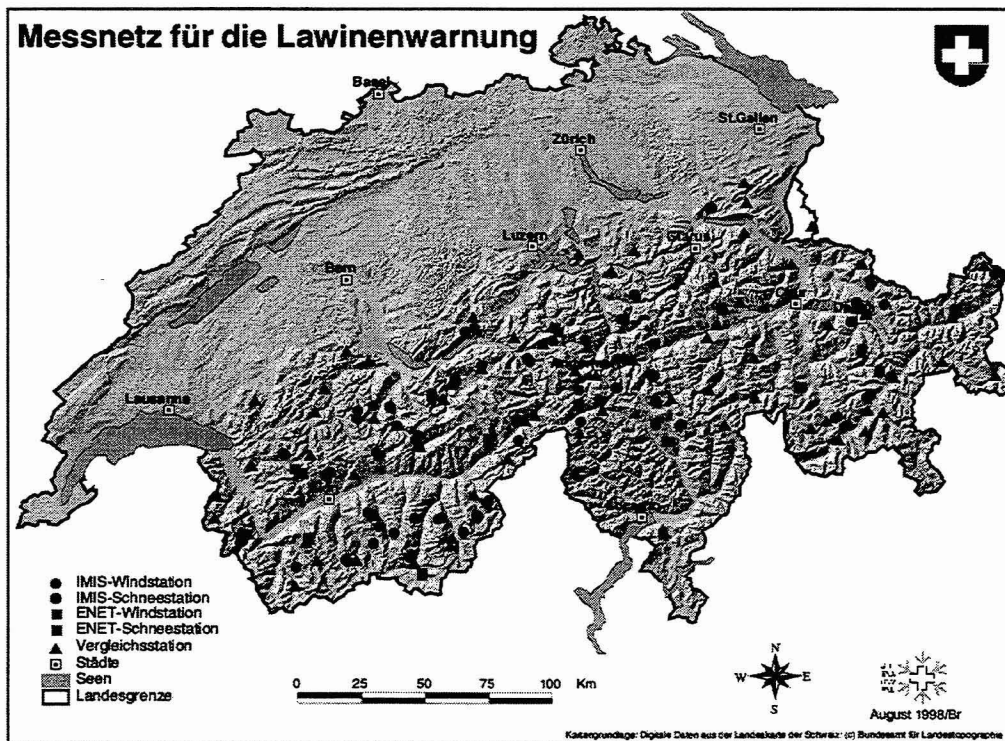 Messnetz für die Lawinenwarnung
Basel
St.Gallen
Zürich
Luzern
Glarus
Bern
Lausanne
IMIS-Windstation
IMIS-Schneestation
ENET-Windstation
ENET-Schneestation
Vergleichsstation
Städte
Seen
Landesgrenze
0 25 50 75 100 Km
N
W E
S
August 1998/Br
Kartengrundlage: Digitale Daten aus der Landeskarte der Schweiz: (c) Bundesamt für Landestopographie